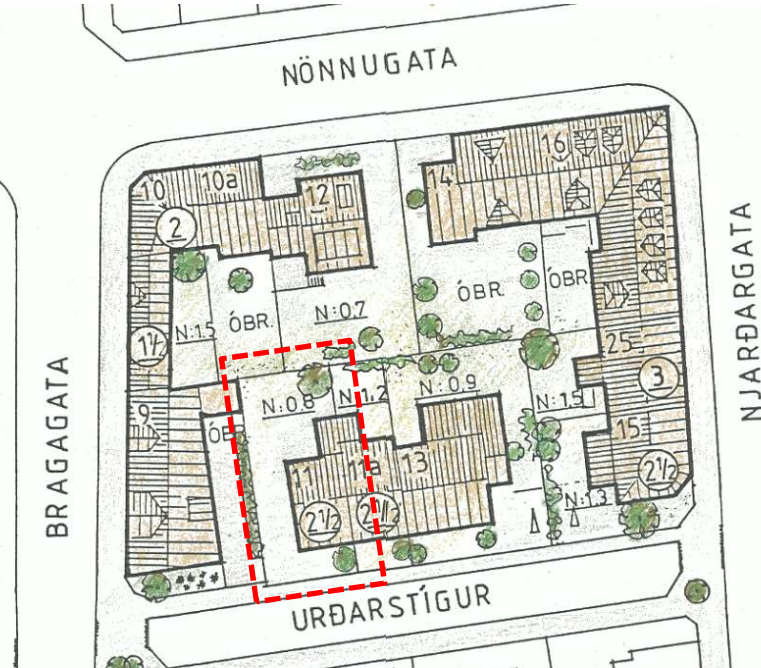 NÖNNUGATA
10
10a
12
14
16
2
ÓBR.
ÓBR.
N:0.7
N:1.5
ÓBR.
1½
NJARÐARGATA
25
3
BRAGAGATA
9
N:0.8
N:1.2
N:0.9
N:1.5
11
11a
13
15
2½
2½
2½
N:1.3
URÐARSTÍGUR